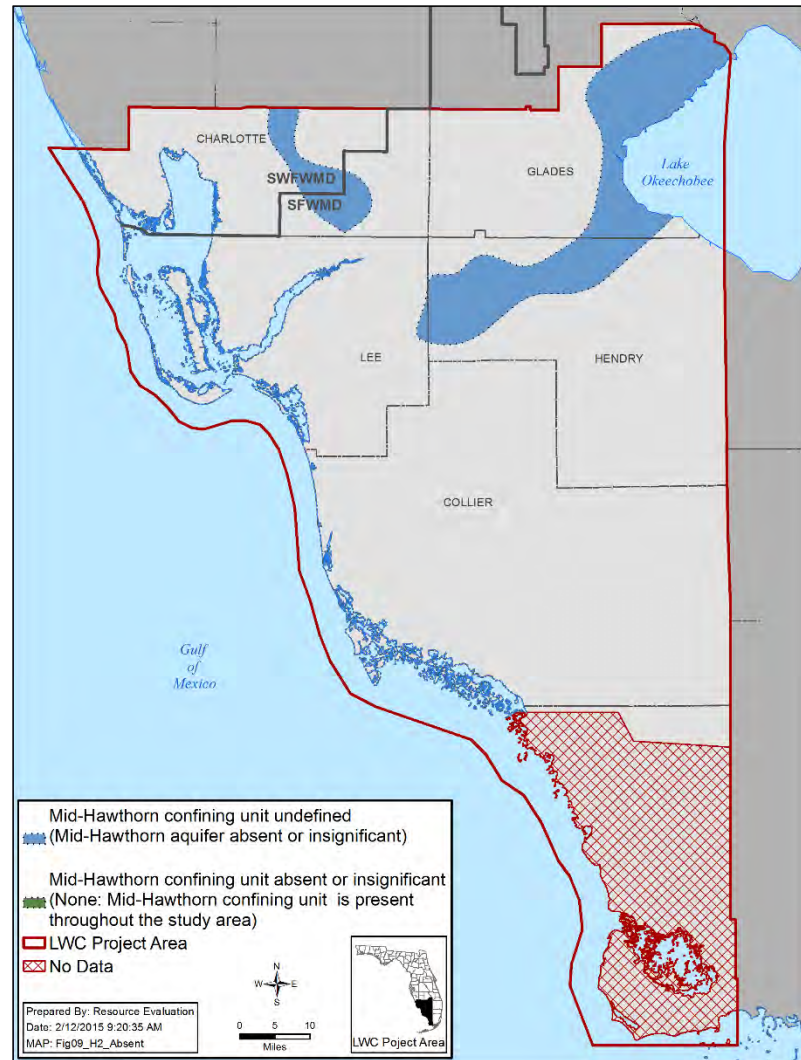 CHARLOTTE
SWFWMD
SFWMD
GLADES
Lake
Okeechobee
LEE
HENDRY
COLLIER
Gulf
of
Mexico
Mid-Hawthorn confining unit undefined
(Mid-Hawthorn aquifer absent or insignificant)
Mid-Hawthorn confining unit absent or insignificant
(None: Mid-Hawthorn confining unit is present
throughout the study area)
LWC Project Area
No Data
Prepared By: Resource Evaluation
Date: 2/12/2015 9:20:35 AM
MAP: Fig09_H2_Absent
N
W E
S
0 5 10
Miles
LWC Poject Area